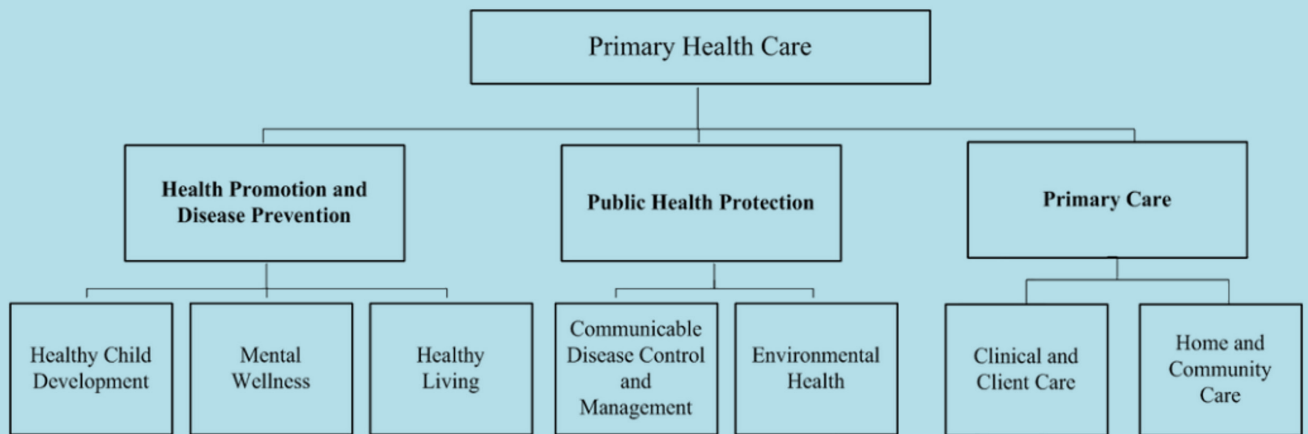 Primary Health Care
Health Promotion and
Disease Prevention
Public Health Protection
Primary Care
Healthy Child
Development
Mental
Wellness
Healthy
Living
Communicable
Disease Control
and
Management
Environmental
Health
Clinical and
Client Care
Home and
Community
Care